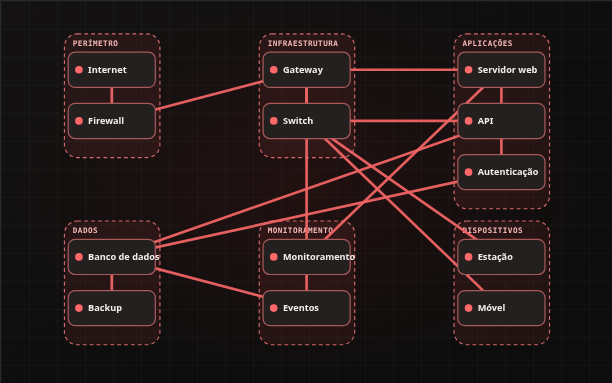 PERÍMETRO
Internet
Firewall
INFRAESTRUTURA
Gateway
Switch
APLICAÇÕES
Servidor web
API
Autenticação
DADOS
Banco de dados
Backup
MONITORAMENTO
Monitoramento
Eventos
DISPOSITIVOS
Estação
Móvel